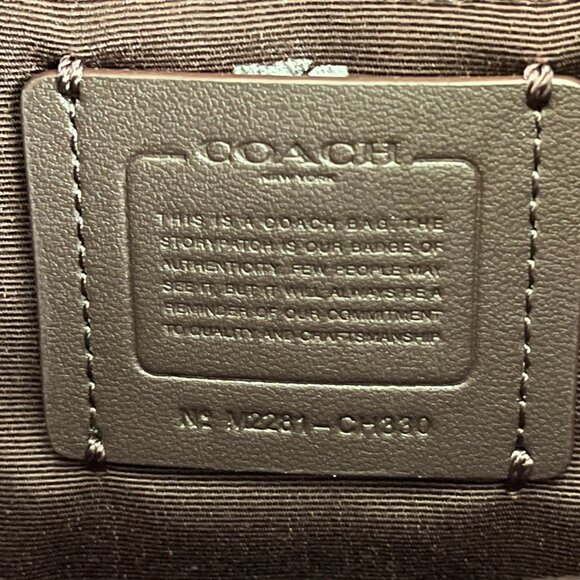 COACH
NEW YORK
THIS IS A COACH BAG. THE
STORYPATCH IS OUR BADGE OF
AUTHENTICITY. FEW PEOPLE MAY
SEE IT, BUT IT WILL ALWAYS BE A
REMINDER OF OUR COMMITMENT
TO QUALITY AND CRAFTSMANSHIP.
Nº M2231-CH330